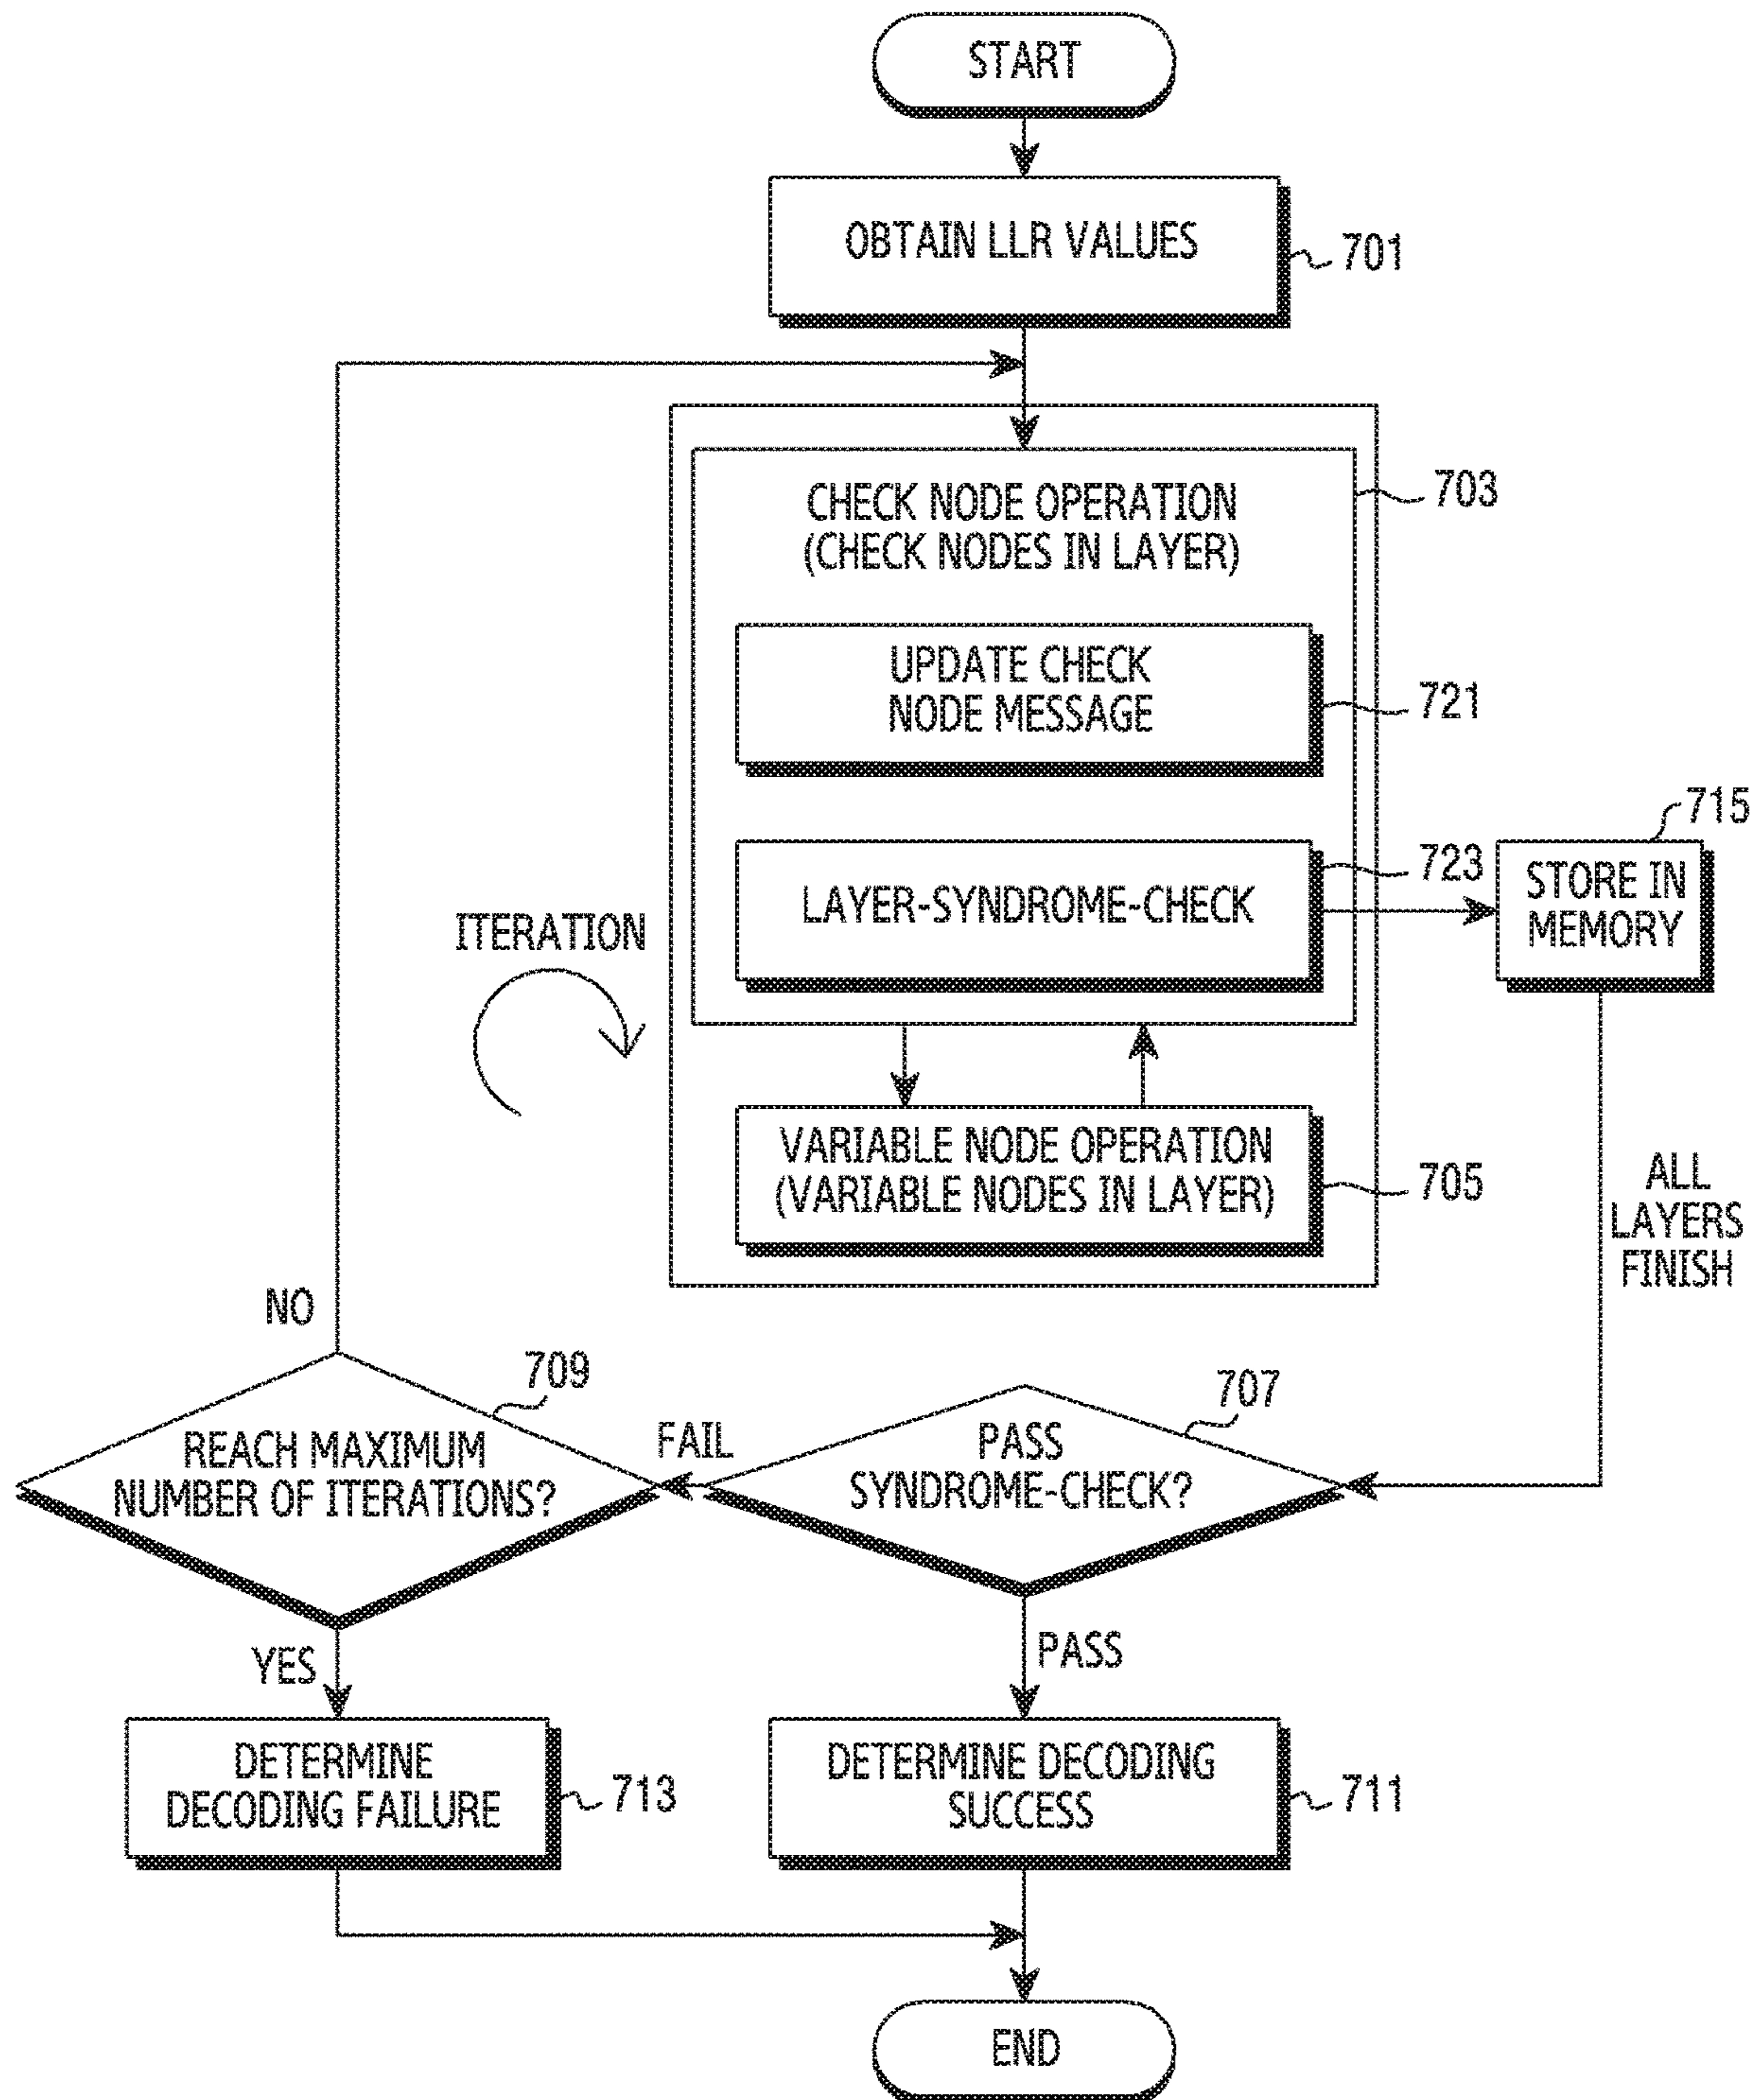 START
OBTAIN LLR VALUES
701
CHECK NODE OPERATION
(CHECK NODES IN LAYER)
703
UPDATE CHECK
NODE MESSAGE
721
LAYER-SYNDROME-CHECK
723
715
STORE IN
MEMORY
ITERATION
VARIABLE NODE OPERATION
(VARIABLE NODES IN LAYER)
705
ALL
LAYERS
FINISH
NO
709
REACH MAXIMUM
NUMBER OF ITERATIONS?
FAIL
707
PASS
SYNDROME-CHECK?
YES
PASS
DETERMINE
DECODING FAILURE
713
DETERMINE DECODING
SUCCESS
711
END